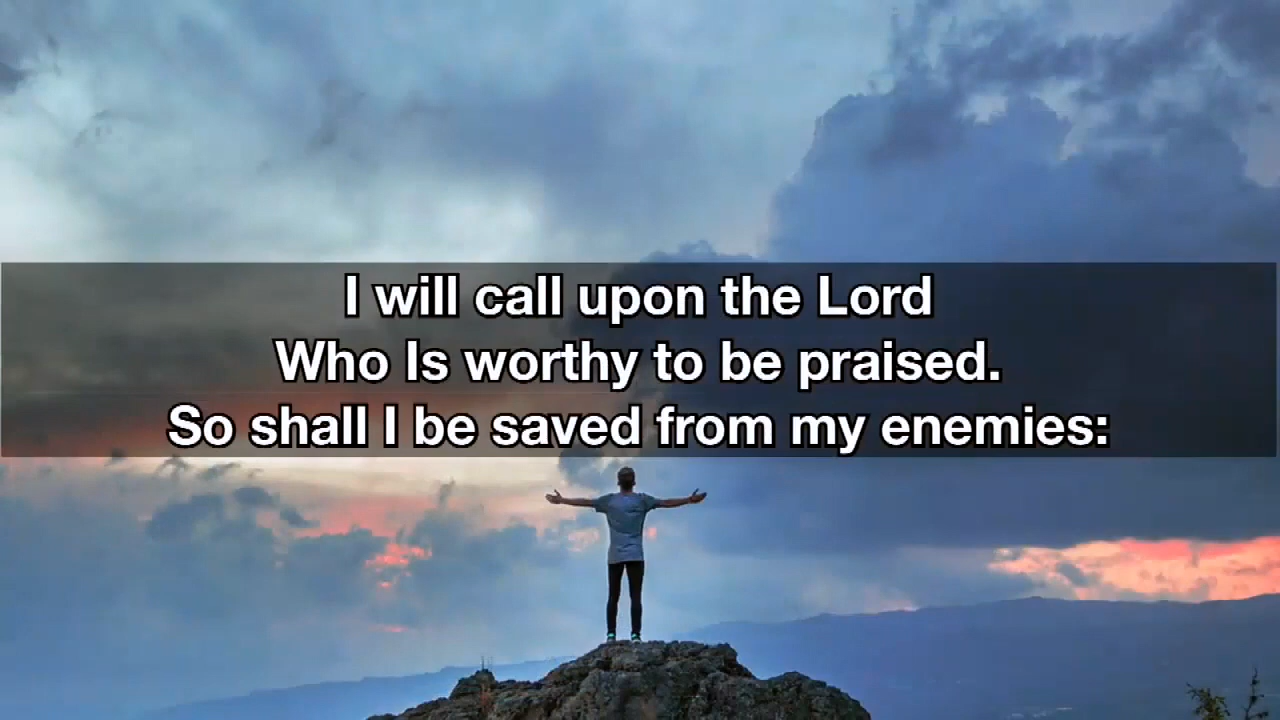 I will call upon the Lord
Who Is worthy to be praised.
So shall I be saved from my enemies: